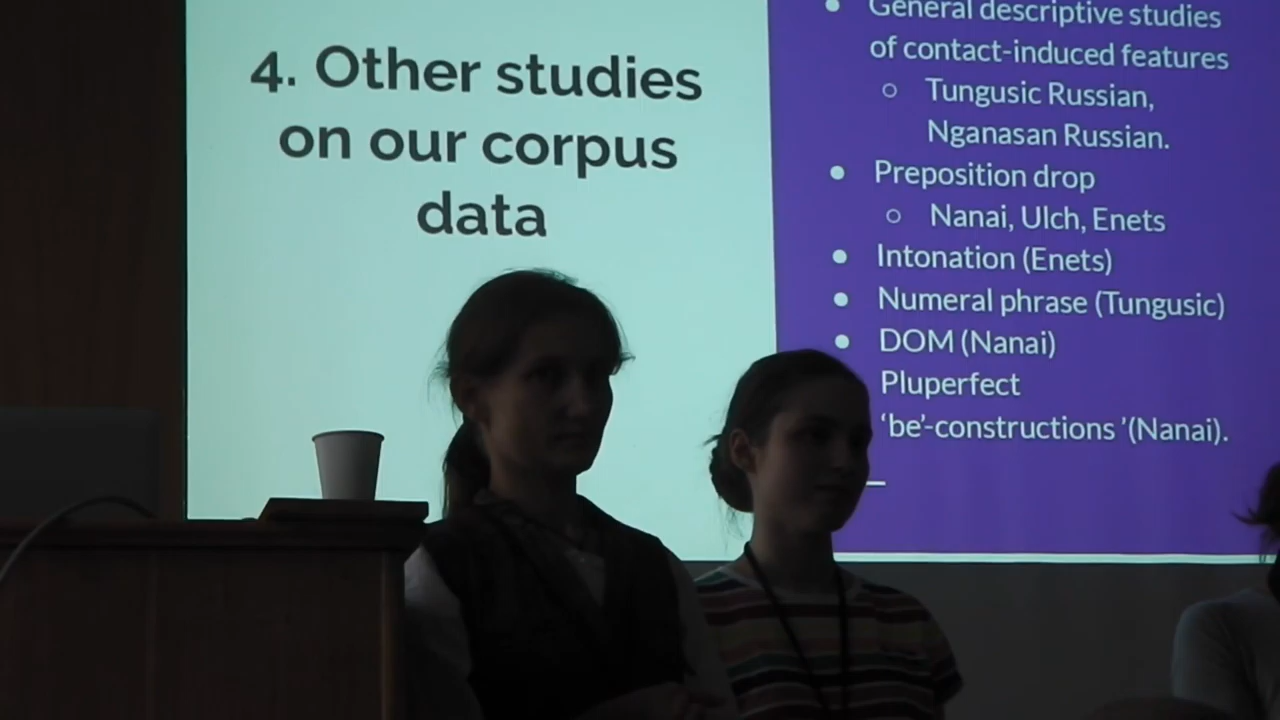 4. Other studies
on our corpus
data
● General descriptive studies
of contact-induced features
○ Tungusic Russian,
Nganasan Russian.
● Preposition drop
○ Nanai, Ulch, Enets
● Intonation (Enets)
● Numeral phrase (Tungusic)
● DOM (Nanai)
Pluperfect
‘be’-constructions ’(Nanai).